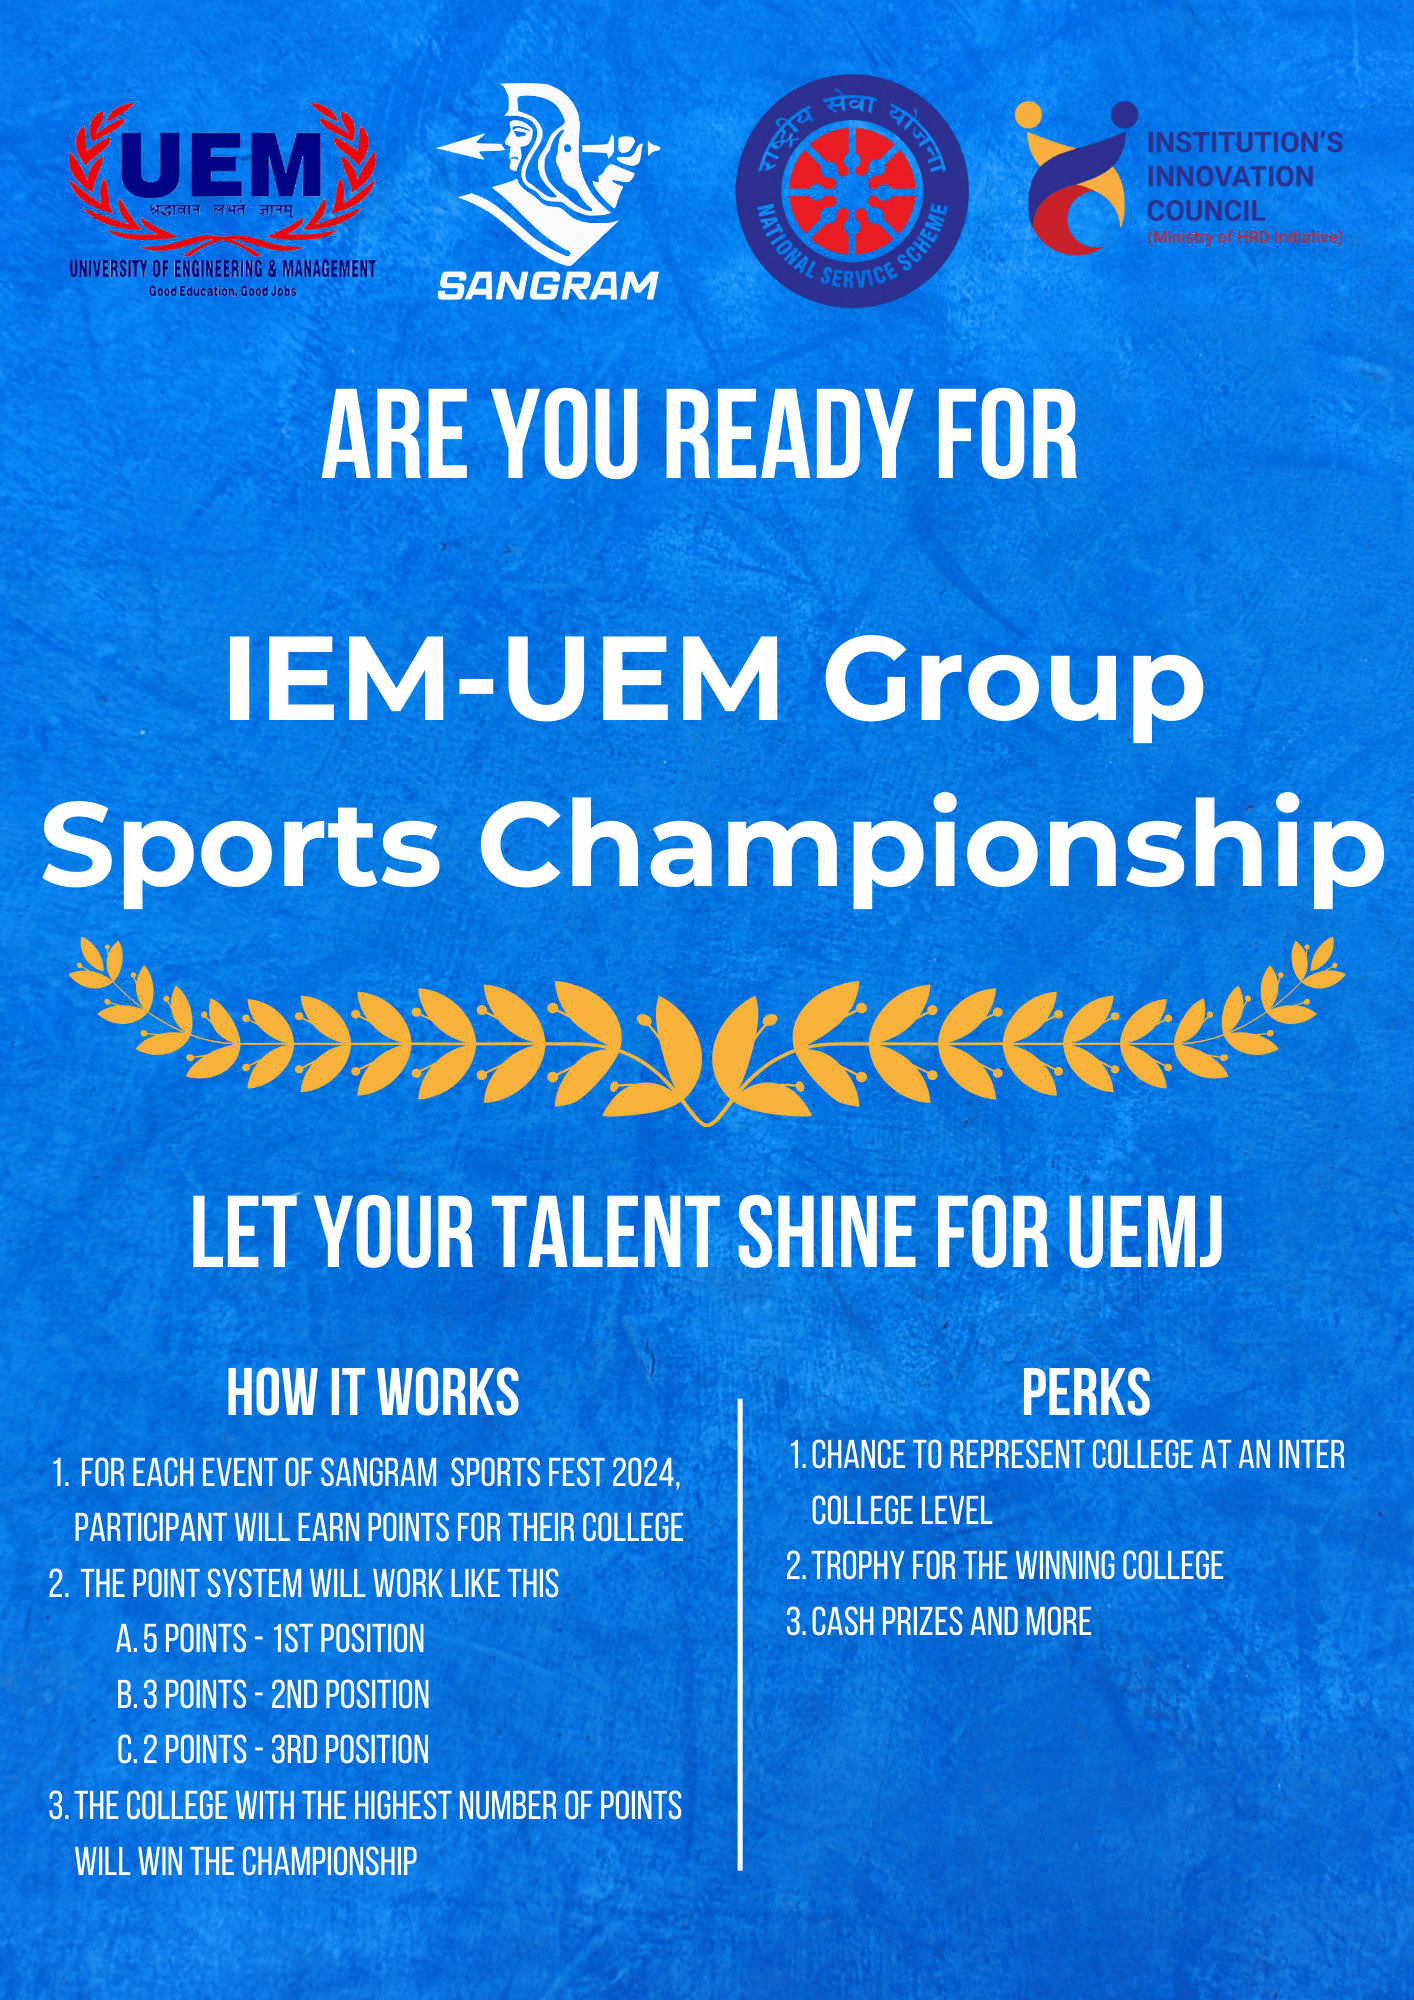 UEM
श्रद्धावान लभते ज्ञानम्
UNIVERSITY OF ENGINEERING & MANAGEMENT
Good Education, Good Jobs
SANGRAM
राष्ट्रीय सेवा योजना
NATIONAL SERVICE SCHEME
INSTITUTION'S
INNOVATION
COUNCIL
(Ministry of HRD Initiative)
ARE YOU READY FOR
IEM-UEM Group
Sports Championship
LET YOUR TALENT SHINE FOR UEMJ
HOW IT WORKS
1. FOR EACH EVENT OF SANGRAM SPORTS FEST 2024,
PARTICIPANT WILL EARN POINTS FOR THEIR COLLEGE
2. THE POINT SYSTEM WILL WORK LIKE THIS
A. 5 POINTS - 1ST POSITION
B. 3 POINTS - 2ND POSITION
C. 2 POINTS - 3RD POSITION
3. THE COLLEGE WITH THE HIGHEST NUMBER OF POINTS
WILL WIN THE CHAMPIONSHIP
PERKS
1. CHANCE TO REPRESENT COLLEGE AT AN INTER
COLLEGE LEVEL
2. TROPHY FOR THE WINNING COLLEGE
3. CASH PRIZES AND MORE